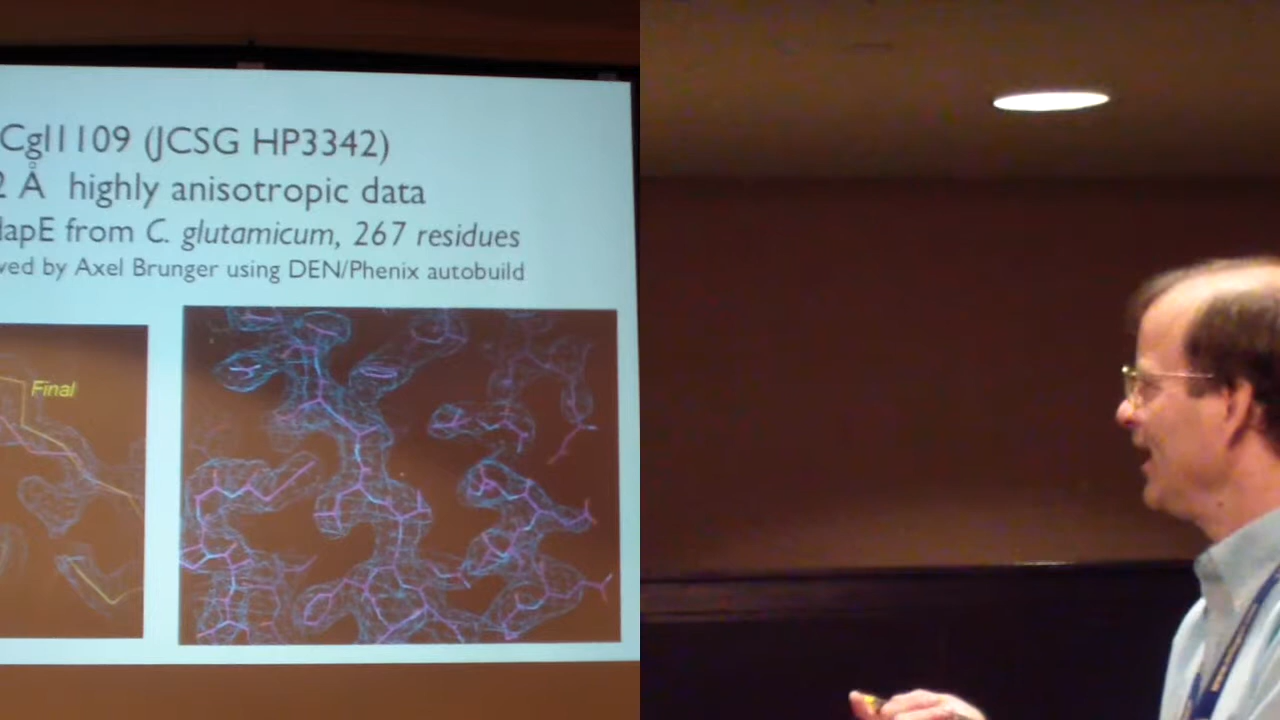 Cgl1109 (JCSG HP3342)
2 Å highly anisotropic data
dapE from C. glutamicum, 267 residues
ved by Axel Brunger using DEN/Phenix autobuild
Final